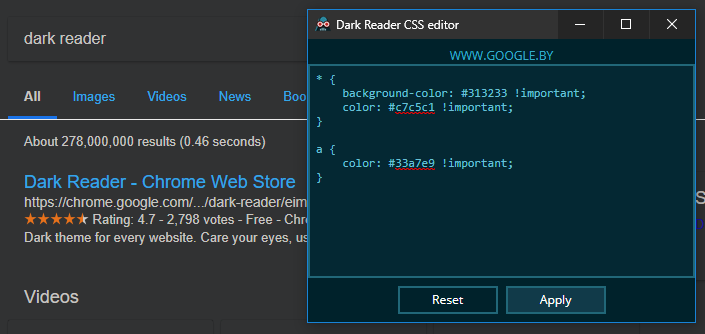 dark reader
All Images Videos News Boo
About 278,000,000 results (0.46 seconds)
Dark Reader - Chrome Web Store
https://chrome.google.com/.../dark-reader/eim
Rating: 4.7 - 2,798 votes - Free - Chr
Dark theme for every website. Care your eyes, us
Videos
Dark Reader CSS editor
WWW.GOOGLE.BY
* {
background-color: #313233 !important;
color: #c7c5c1 !important;
}
a {
color: #33a7e9 !important;
}
Reset Apply